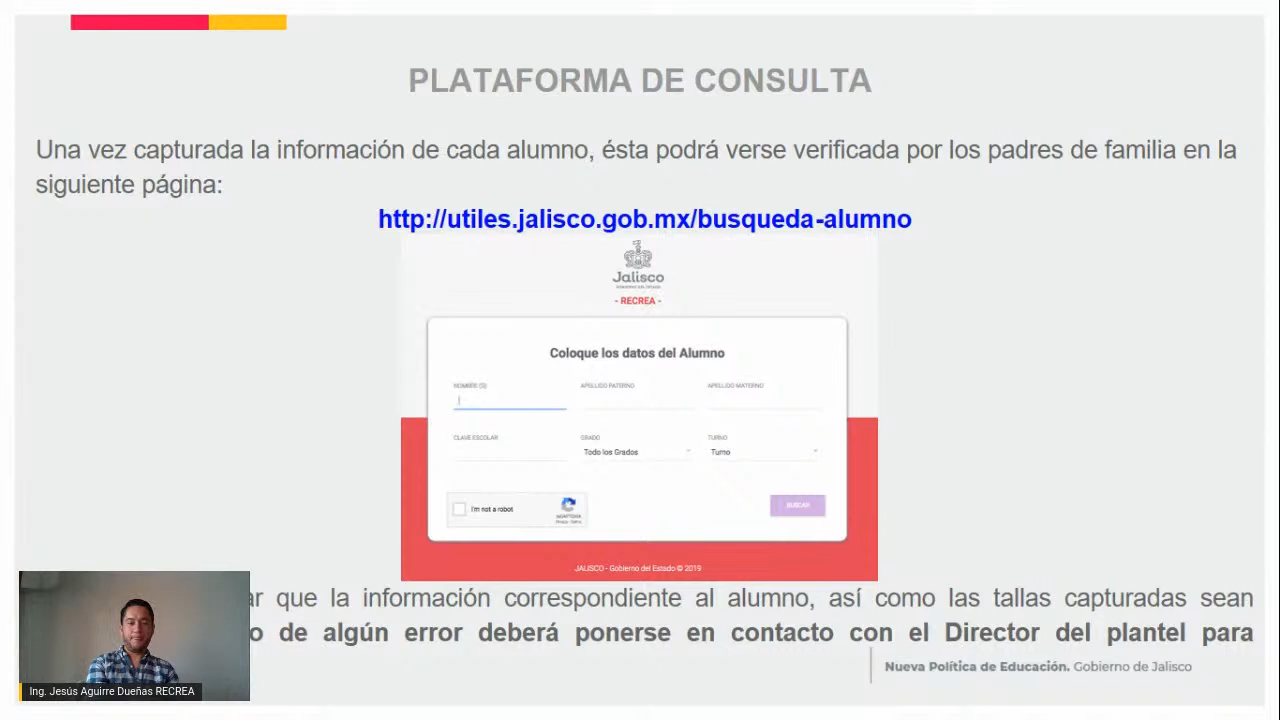 PLATAFORMA DE CONSULTA
Una vez capturada la información de cada alumno, ésta podrá verse verificada por los padres de familia en la
siguiente página:
http://utiles.jalisco.gob.mx/busqueda-alumno
Jalisco
GOBIERNO DEL ESTADO
- RECREA -
Coloque los datos del Alumno
NOMBRE (S) APELLIDO PATERNO APELLIDO MATERNO
CLAVE ESCOLAR GRADO TURNO
Todo los Grados Turno
I'm not a robot
reCAPTCHA
BUSCAR
JALISCO - Gobierno del Estado © 2019
ar que la información correspondiente al alumno, así como las tallas capturadas sean
o de algún error deberá ponerse en contacto con el Director del plantel para
Nueva Política de Educación. Gobierno de Jalisco
Ing. Jesús Aguirre Dueñas RECREA